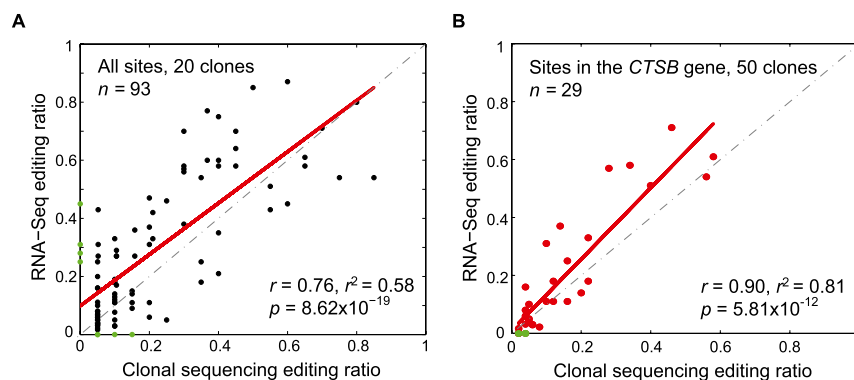 A
All sites, 20 clones
n = 93
r = 0.76, r² = 0.58
p = 8.62x10⁻¹⁹
RNA−Seq editing ratio
1
0.8
0.6
0.4
0.2
0
0
0.2
0.4
0.6
0.8
1
Clonal sequencing editing ratio
B
Sites in the CTSB gene, 50 clones
n = 29
r = 0.90, r² = 0.81
p = 5.81x10⁻¹²
RNA−Seq editing ratio
1
0.8
0.6
0.4
0.2
0
0
0.2
0.4
0.6
0.8
1
Clonal sequencing editing ratio